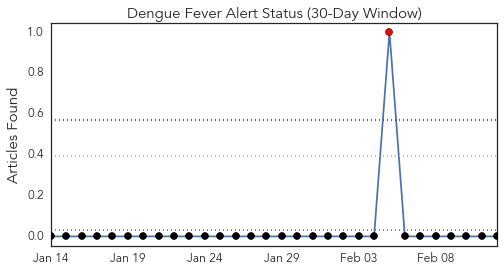 Dengue Fever Alert Status (30-Day Window)
Articles Found
1.0
0.8
0.6
0.4
0.2
0.0
Jan 14 Jan 19 Jan 24 Jan 29 Feb 03 Feb 08